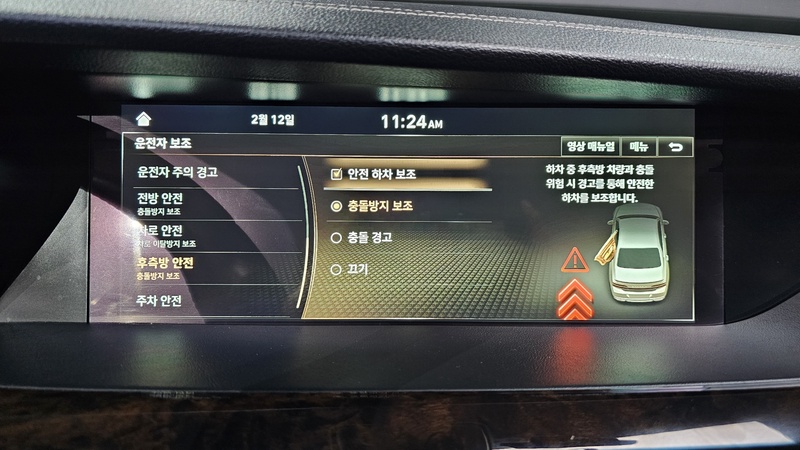 2월 12일
11:24 AM
운전자 보조
영상 매뉴얼
메뉴
운전자 주의 경고
전방 안전
충돌방지 보조
차로 안전
차로 이탈방지 보조
후측방 안전
충돌방지 보조
주차 안전
안전 하차 보조
충돌방지 보조
충돌 경고
끄기
하차 중 후측방 차량과 충돌
위험 시 경고를 통해 안전한
하차를 보조합니다.